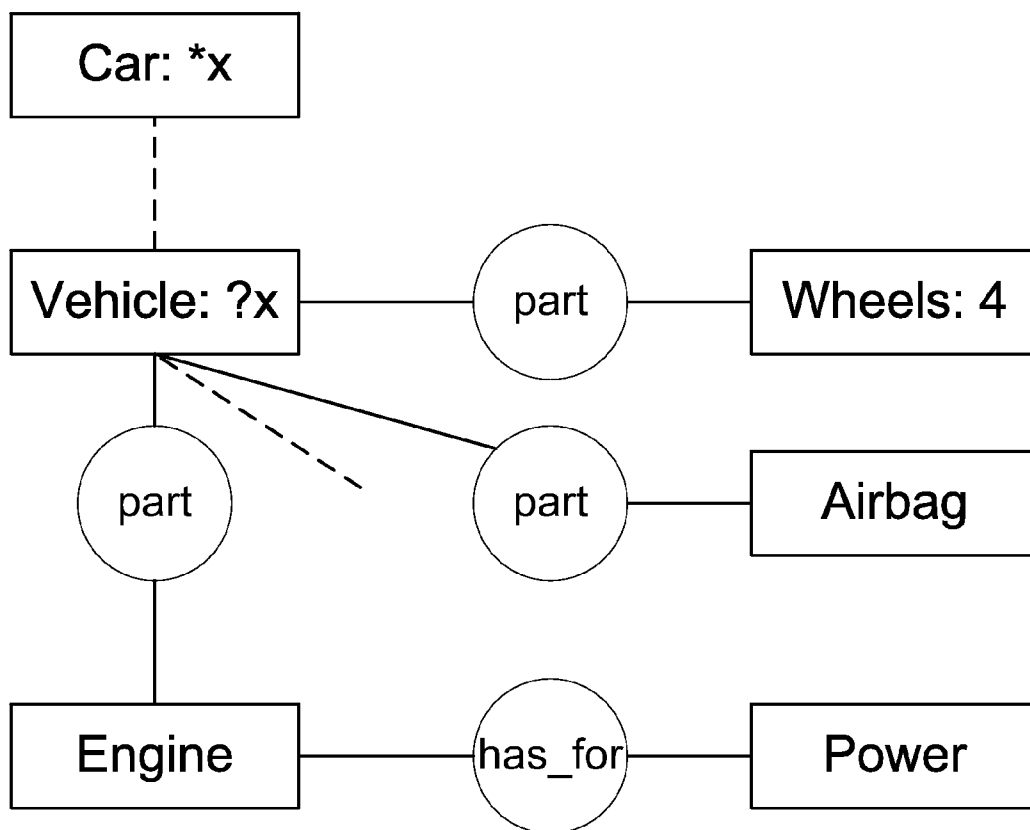 Car: *x
Vehicle: ?x
part
Wheels: 4
part
part
Airbag
Engine
has_for
Power